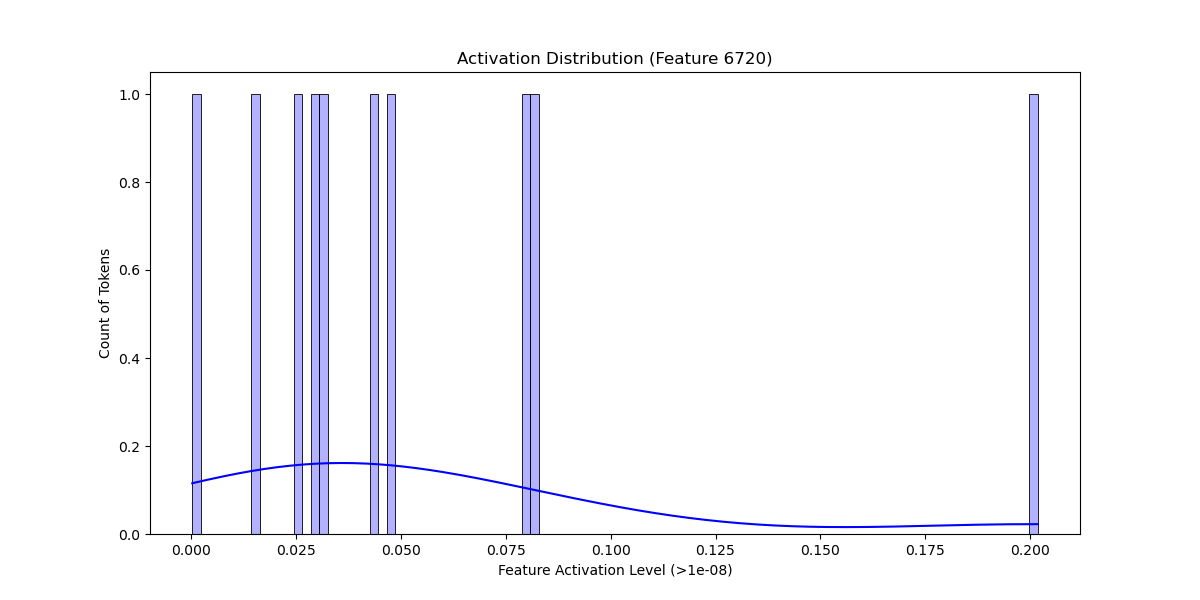 Activation Distribution (Feature 6720)
1.0
0.8
0.6
0.4
0.2
0.0
Count of Tokens
0.000 0.025 0.050 0.075 0.100 0.125 0.150 0.175 0.200
Feature Activation Level (>1e-08)